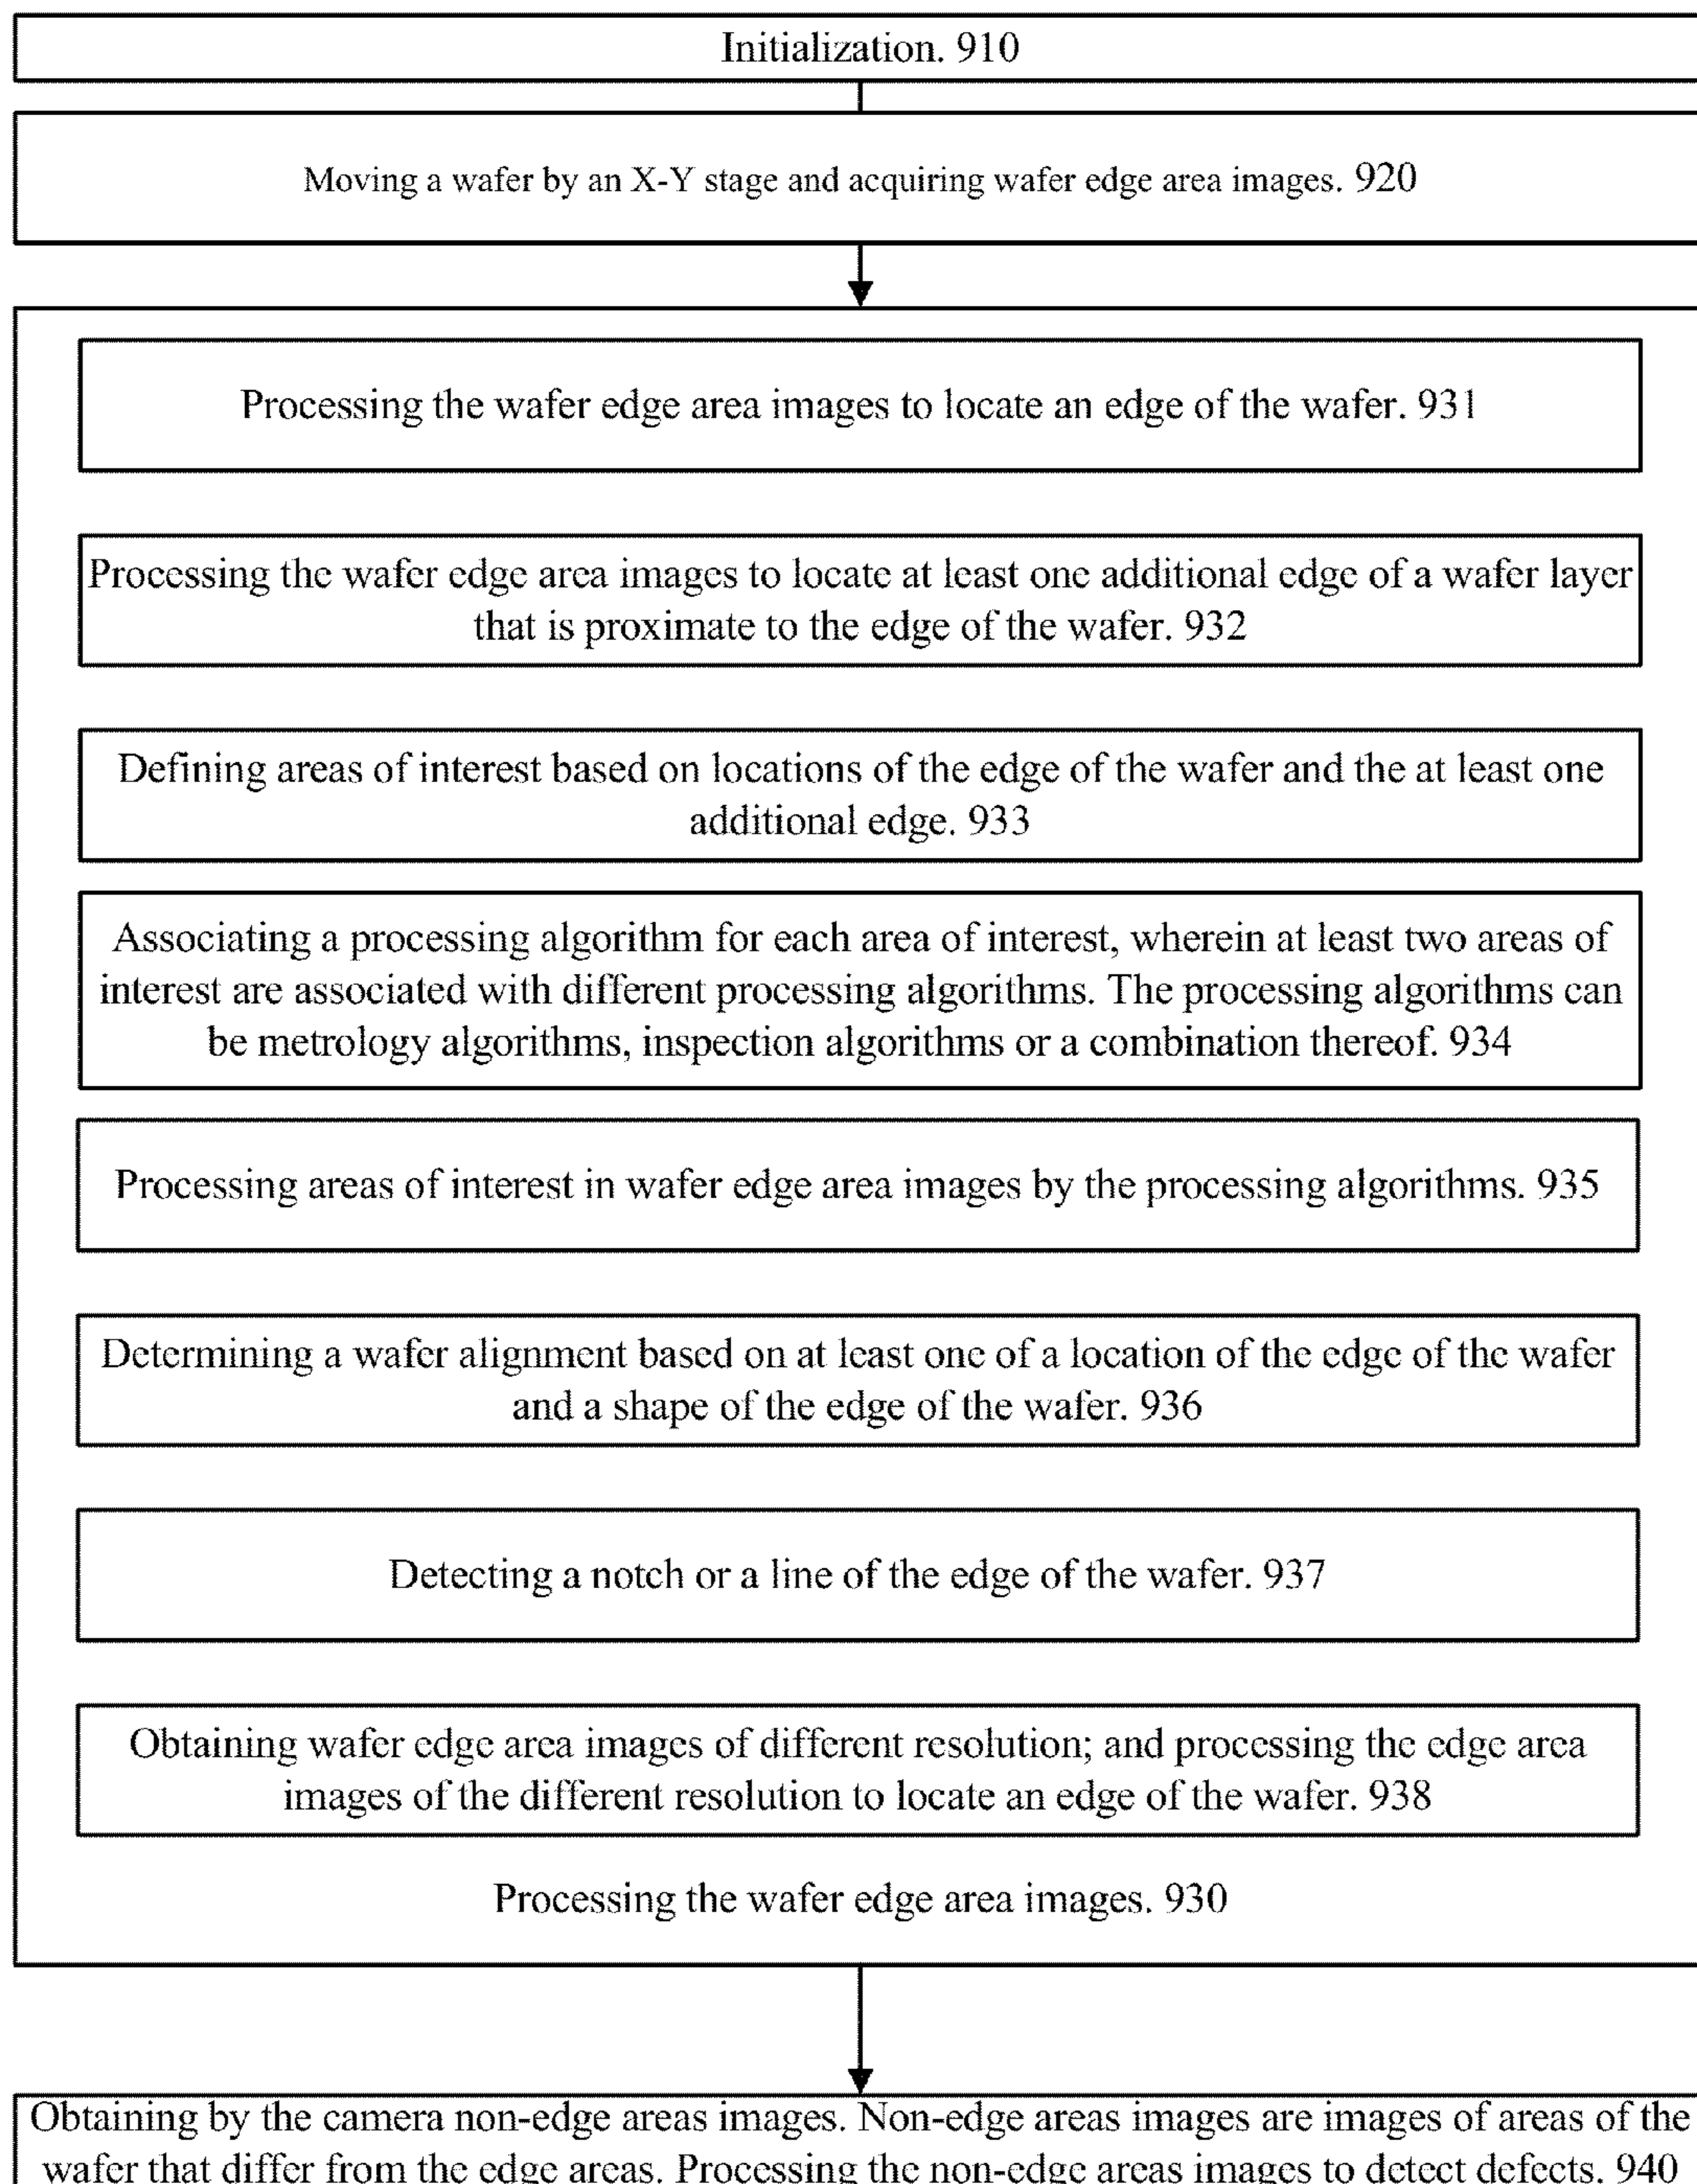 Initialization. 910
Moving a wafer by an X-Y stage and acquiring wafer edge area images. 920
Processing the wafer edge area images to locate an edge of the wafer. 931
Processing the wafer edge area images to locate at least one additional edge of a wafer layer
that is proximate to the edge of the wafer. 932
Defining areas of interest based on locations of the edge of the wafer and the at least one
additional edge. 933
Associating a processing algorithm for each area of interest, wherein at least two areas of
interest are associated with different processing algorithms. The processing algorithms can
be metrology algorithms, inspection algorithms or a combination thereof. 934
Processing areas of interest in wafer edge area images by the processing algorithms. 935
Determining a wafer alignment based on at least one of a location of the edge of the wafer
and a shape of the edge of the wafer. 936
Detecting a notch or a line of the edge of the wafer. 937
Obtaining wafer edge area images of different resolution; and processing the edge area
images of the different resolution to locate an edge of the wafer. 938
Processing the wafer edge area images. 930
Obtaining by the camera non-edge areas images. Non-edge areas images are images of areas of the
wafer that differ from the edge areas. Processing the non-edge areas images to detect defects. 940